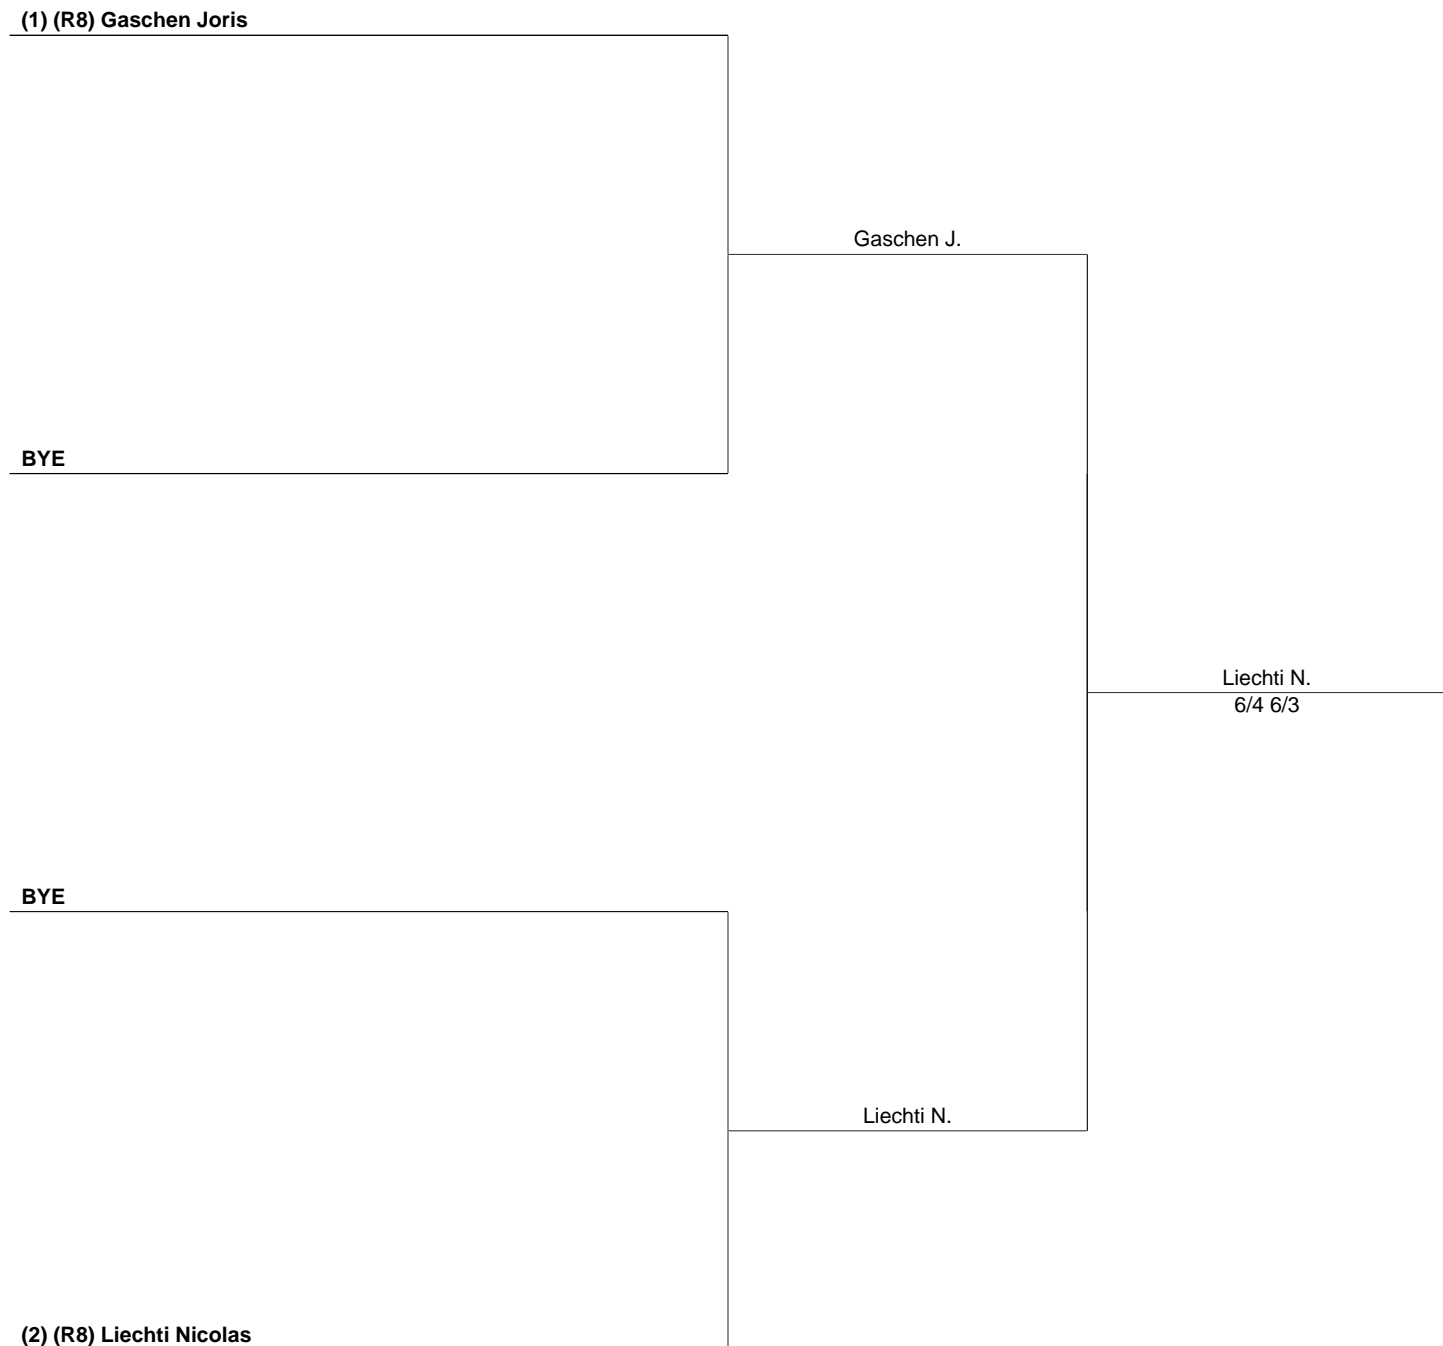 (1) (R8) Gaschen Joris
Gaschen J.
BYE
Liechti N.
6/4 6/3
BYE
Liechti N.
(2) (R8) Liechti Nicolas